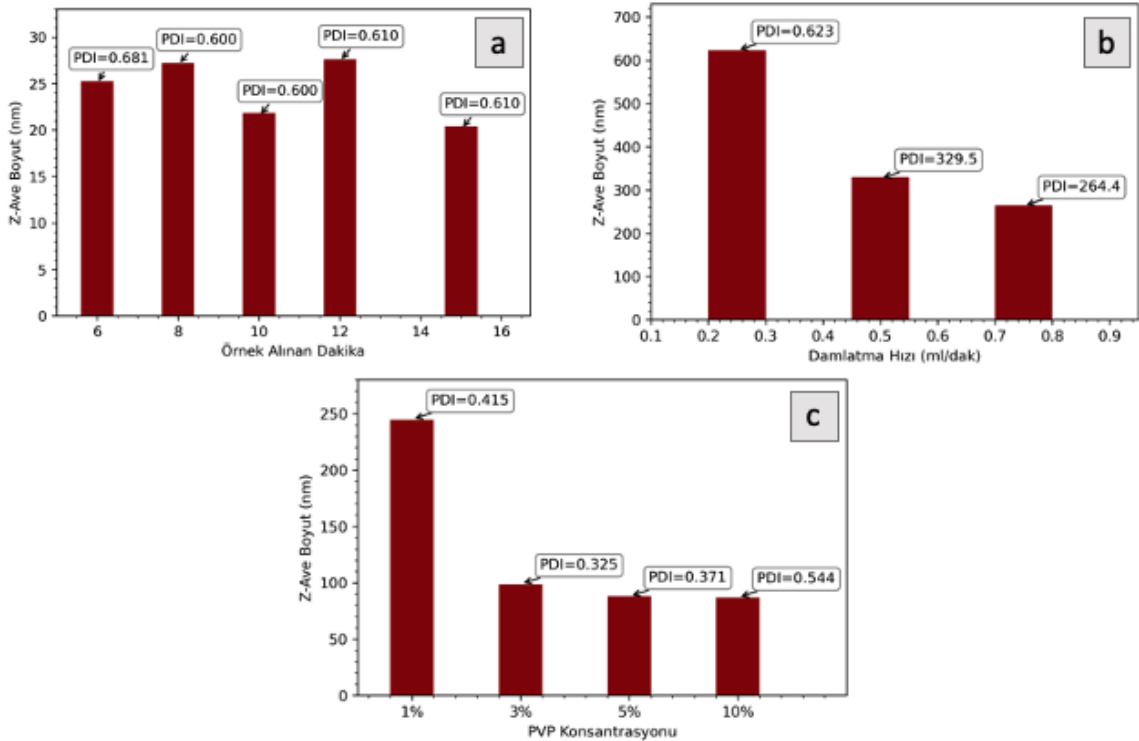 a
PDI=0.681
PDI=0.600
PDI=0.600
PDI=0.610
PDI=0.610
Z-Ave Boyut (nm)
30
25
20
15
10
5
0
6 8 10 12 14 16
Örnek Alınan Dakika
b
PDI=0.623
PDI=329.5
PDI=264.4
Z-Ave Boyut (nm)
700
600
500
400
300
200
100
0
0.1 0.2 0.3 0.4 0.5 0.6 0.7 0.8 0.9
Damlatma Hızı (ml/dak)
c
PDI=0.415
PDI=0.325
PDI=0.371
PDI=0.544
Z-Ave Boyut (nm)
250
200
150
100
50
0
1% 3% 5% 10%
PVP Konsantrasyonu